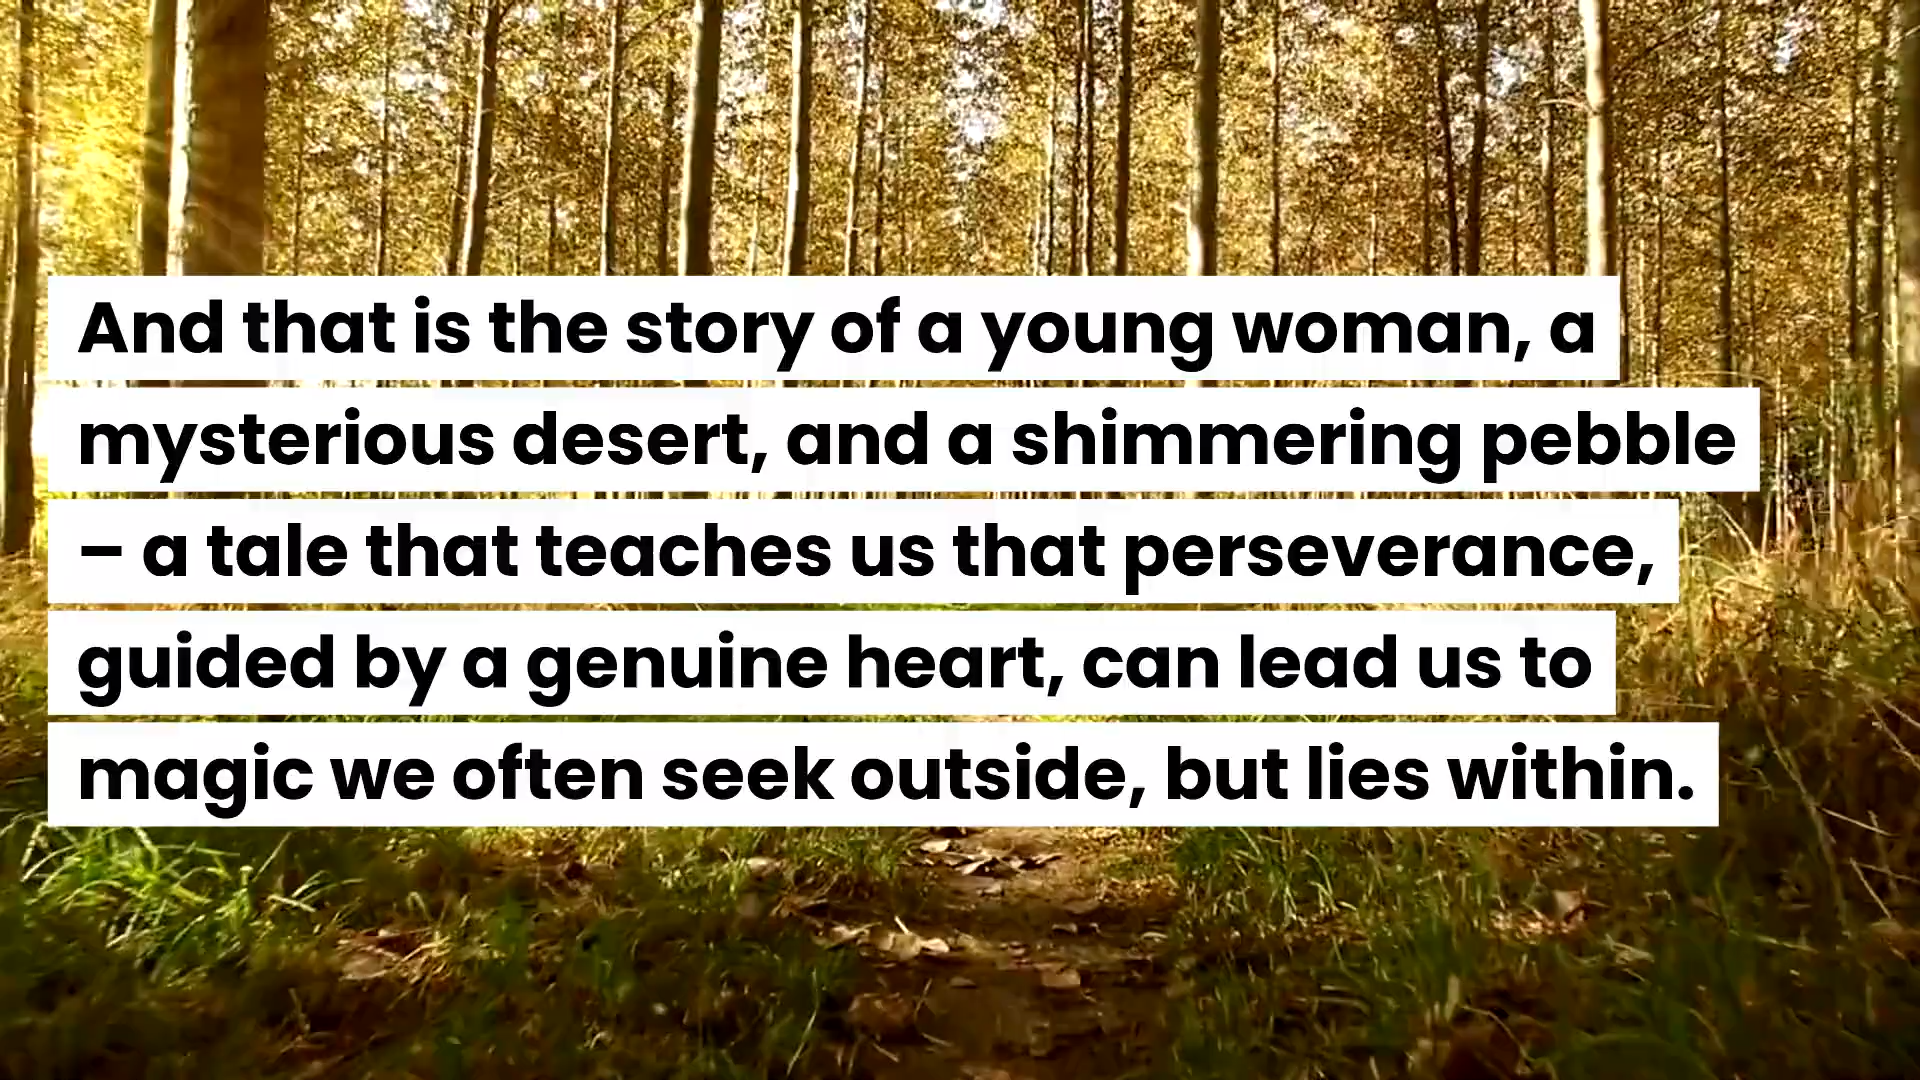 And that is the story of a young woman, a
mysterious desert, and a shimmering pebble
– a tale that teaches us that perseverance,
guided by a genuine heart, can lead us to
magic we often seek outside, but lies within.